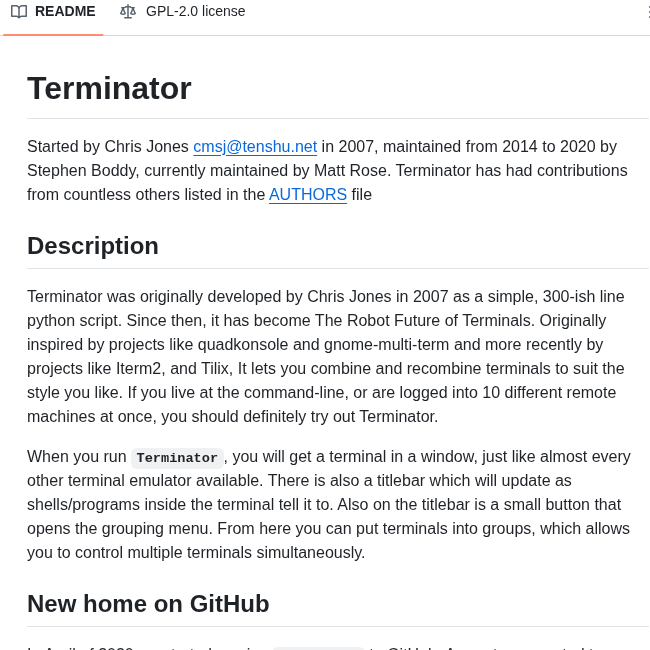 README GPL-2.0 license
Terminator
Started by Chris Jones cmsj@tenshu.net in 2007, maintained from 2014 to 2020 by
Stephen Boddy, currently maintained by Matt Rose. Terminator has had contributions
from countless others listed in the AUTHORS file
Description
Terminator was originally developed by Chris Jones in 2007 as a simple, 300-ish line
python script. Since then, it has become The Robot Future of Terminals. Originally
inspired by projects like quadkonsole and gnome-multi-term and more recently by
projects like Iterm2, and Tilix, It lets you combine and recombine terminals to suit the
style you like. If you live at the command-line, or are logged into 10 different remote
machines at once, you should definitely try out Terminator.
When you run Terminator, you will get a terminal in a window, just like almost every
other terminal emulator available. There is also a titlebar which will update as
shells/programs inside the terminal tell it to. Also on the titlebar is a small button that
opens the grouping menu. From here you can put terminals into groups, which allows
you to control multiple terminals simultaneously.
New home on GitHub